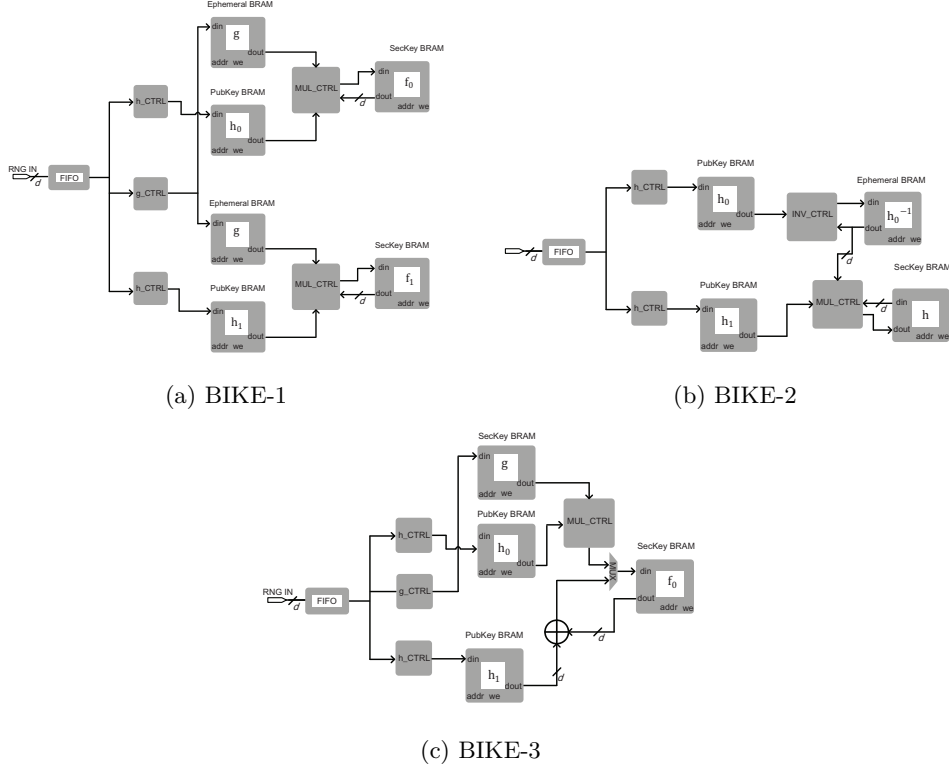 Ephemeral BRAM
din
g
dout
addr we
SecKey BRAM
din
f₀
dout
addr we
MUL_CTRL
d
PubKey BRAM
din
h₀
dout
addr we
h_CTRL
RNG IN
d
FIFO
g_CTRL
Ephemeral BRAM
din
g
dout
addr we
SecKey BRAM
din
f₁
dout
addr we
MUL_CTRL
d
h_CTRL
PubKey BRAM
din
h₁
dout
addr we
(a) BIKE-1
PubKey BRAM
din
h₀
dout
addr we
h_CTRL
Ephemeral BRAM
din
h₀⁻¹
dout
addr we
INV_CTRL
d
FIFO
d
SecKey BRAM
din
h
dout
addr we
MUL_CTRL
d
h_CTRL
PubKey BRAM
din
h₁
dout
addr we
(b) BIKE-2
SecKey BRAM
din
g
dout
addr we
MUL_CTRL
PubKey BRAM
din
h₀
dout
addr we
h_CTRL
MUX
SecKey BRAM
din
f₀
dout
addr we
RNG IN
d
FIFO
g_CTRL
d
PubKey BRAM
h_CTRL
din
h₁
dout
addr we
d
(c) BIKE-3